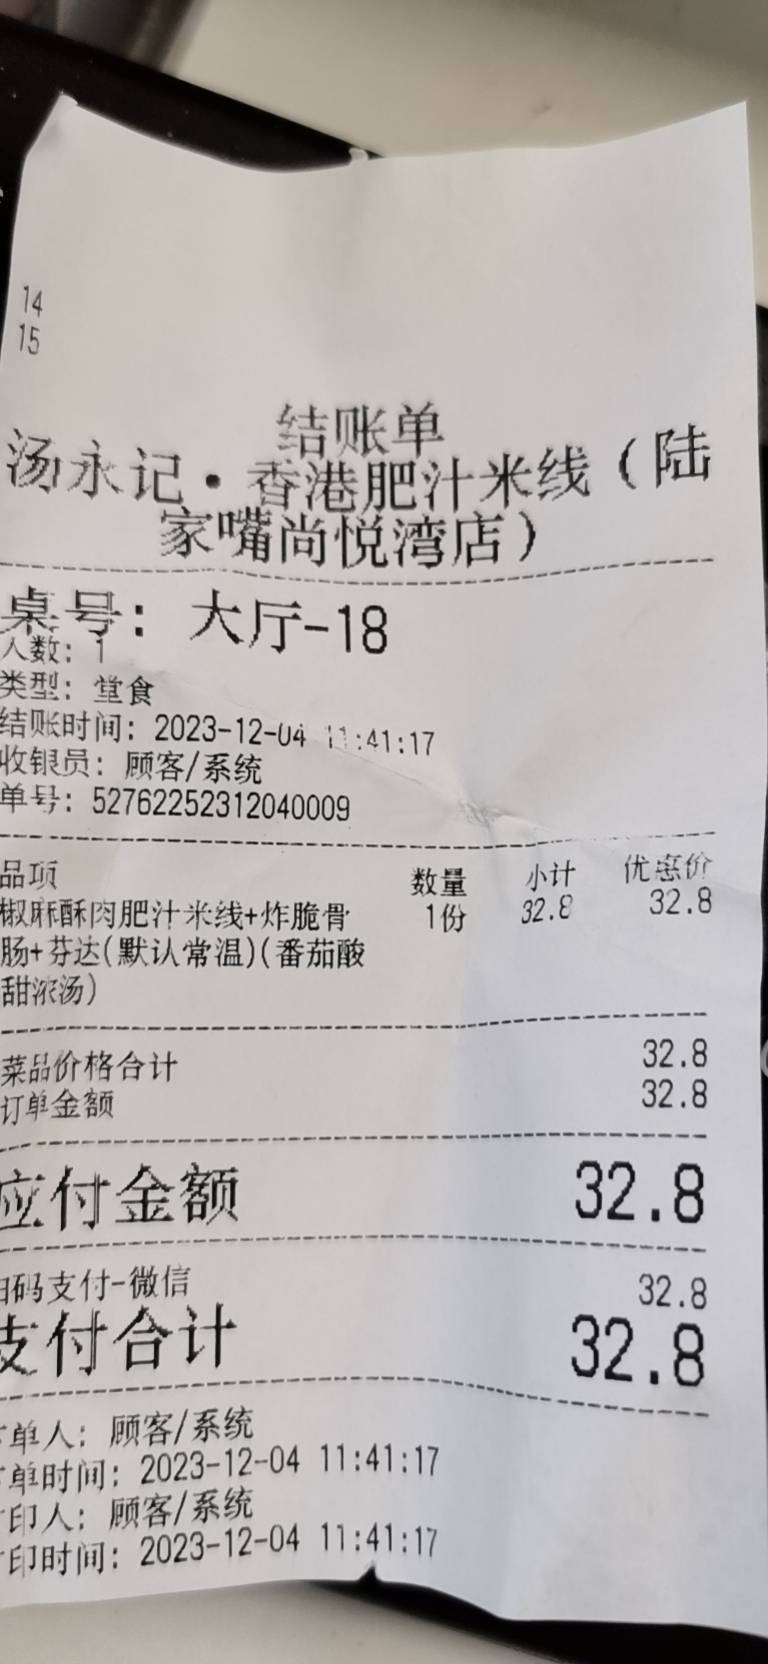 14
15
结账单
汤永记·香港肥汁米线(陆
家嘴尚悦湾店)
桌号: 大厅-18
人数: 1
类型: 堂食
结账时间: 2023-12-04 11:41:17
收银员: 顾客/系统
单号: 52762252312040009
品项 数量 小计 优惠价
椒麻酥肉肥汁米线+炸脆骨 1份 32.8 32.8
肠+芬达(默认常温)(番茄酸
甜浓汤)
菜品价格合计 32.8
订单金额 32.8
应付金额 32.8
扫码支付-微信 32.8
支付合计 32.8
单人: 顾客/系统
单时间: 2023-12-04 11:41:17
印人: 顾客/系统
印时间: 2023-12-04 11:41:17